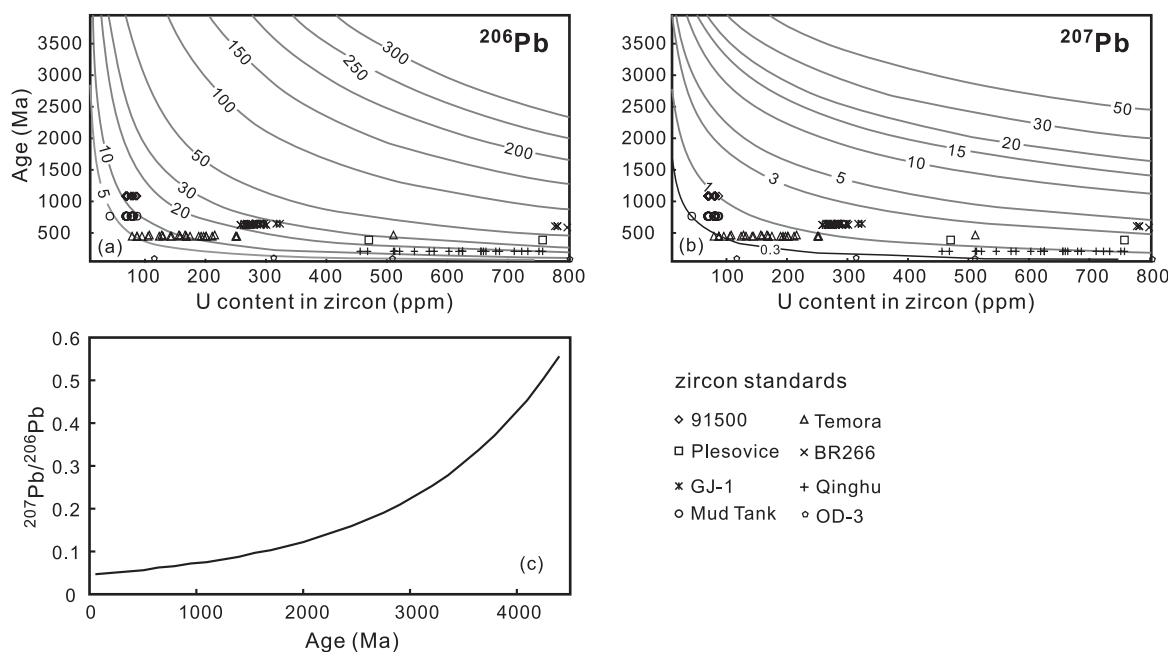 206Pb
207Pb
Age (Ma)
3500
3000
2500
2000
1500
1000
500
3500
3000
2500
2000
1500
1000
500
300
250
200
150
100
50
30
20
10
5
50
30
20
15
10
5
3
1
0.3
(a)
(b)
100 200 300 400 500 600 700 800
100 200 300 400 500 600 700 800
U content in zircon (ppm)
U content in zircon (ppm)
207Pb/206Pb
0.6
0.5
0.4
0.3
0.2
0.1
0
(c)
0 1000 2000 3000 4000
Age (Ma)
zircon standards
91500 Temora
Plesovice BR266
GJ-1 Qinghu
Mud Tank OD-3